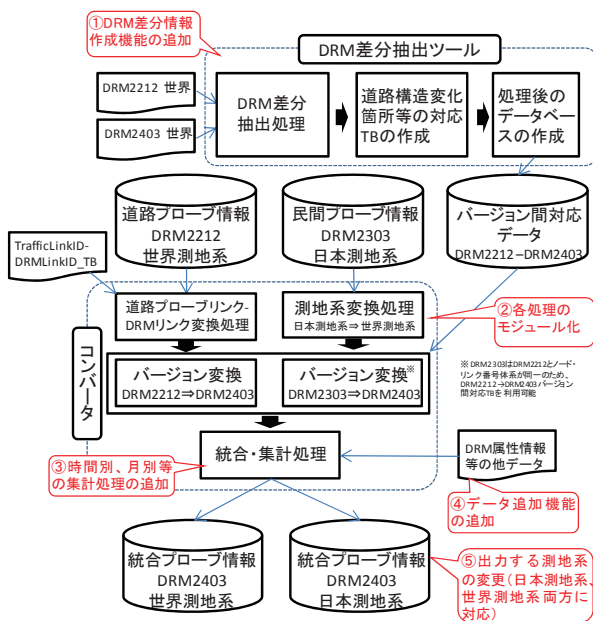 ①DRM差分情報
作成機能の追加
DRM差分抽出ツール
DRM2212 世界
DRM2403 世界
DRM差分
抽出処理
道路構造変化
箇所等の対応
TBの作成
処理後の
データベー
スの作成
道路プローブ情報
DRM2212
世界測地系
民間プローブ情報
DRM2303
日本測地系
バージョン間対応
データ
DRM2212−DRM2403
TrafficLinkID-
DRMLinkID_TB
コンバータ
道路プローブリンク-
DRMリンク変換処理
測地系変換処理
日本測地系⇒世界測地系
②各処理の
モジュール化
バージョン変換
DRM2212⇒DRM2403
バージョン変換※
DRM2303⇒DRM2403
※DRM2303はDRM2212とノード・
リンク番号体系が同一のため、
DRM2212→DRM2403バージョン
間対応TBを利用可能
統合・集計処理
③時間別、月別等
の集計処理の追加
DRM属性情報
等の他データ
④データ追加機能
の追加
統合プローブ情報
DRM2403
世界測地系
統合プローブ情報
DRM2403
日本測地系
⑤出力する測地系
の変更(日本測地系、
世界測地系両方に
対応)